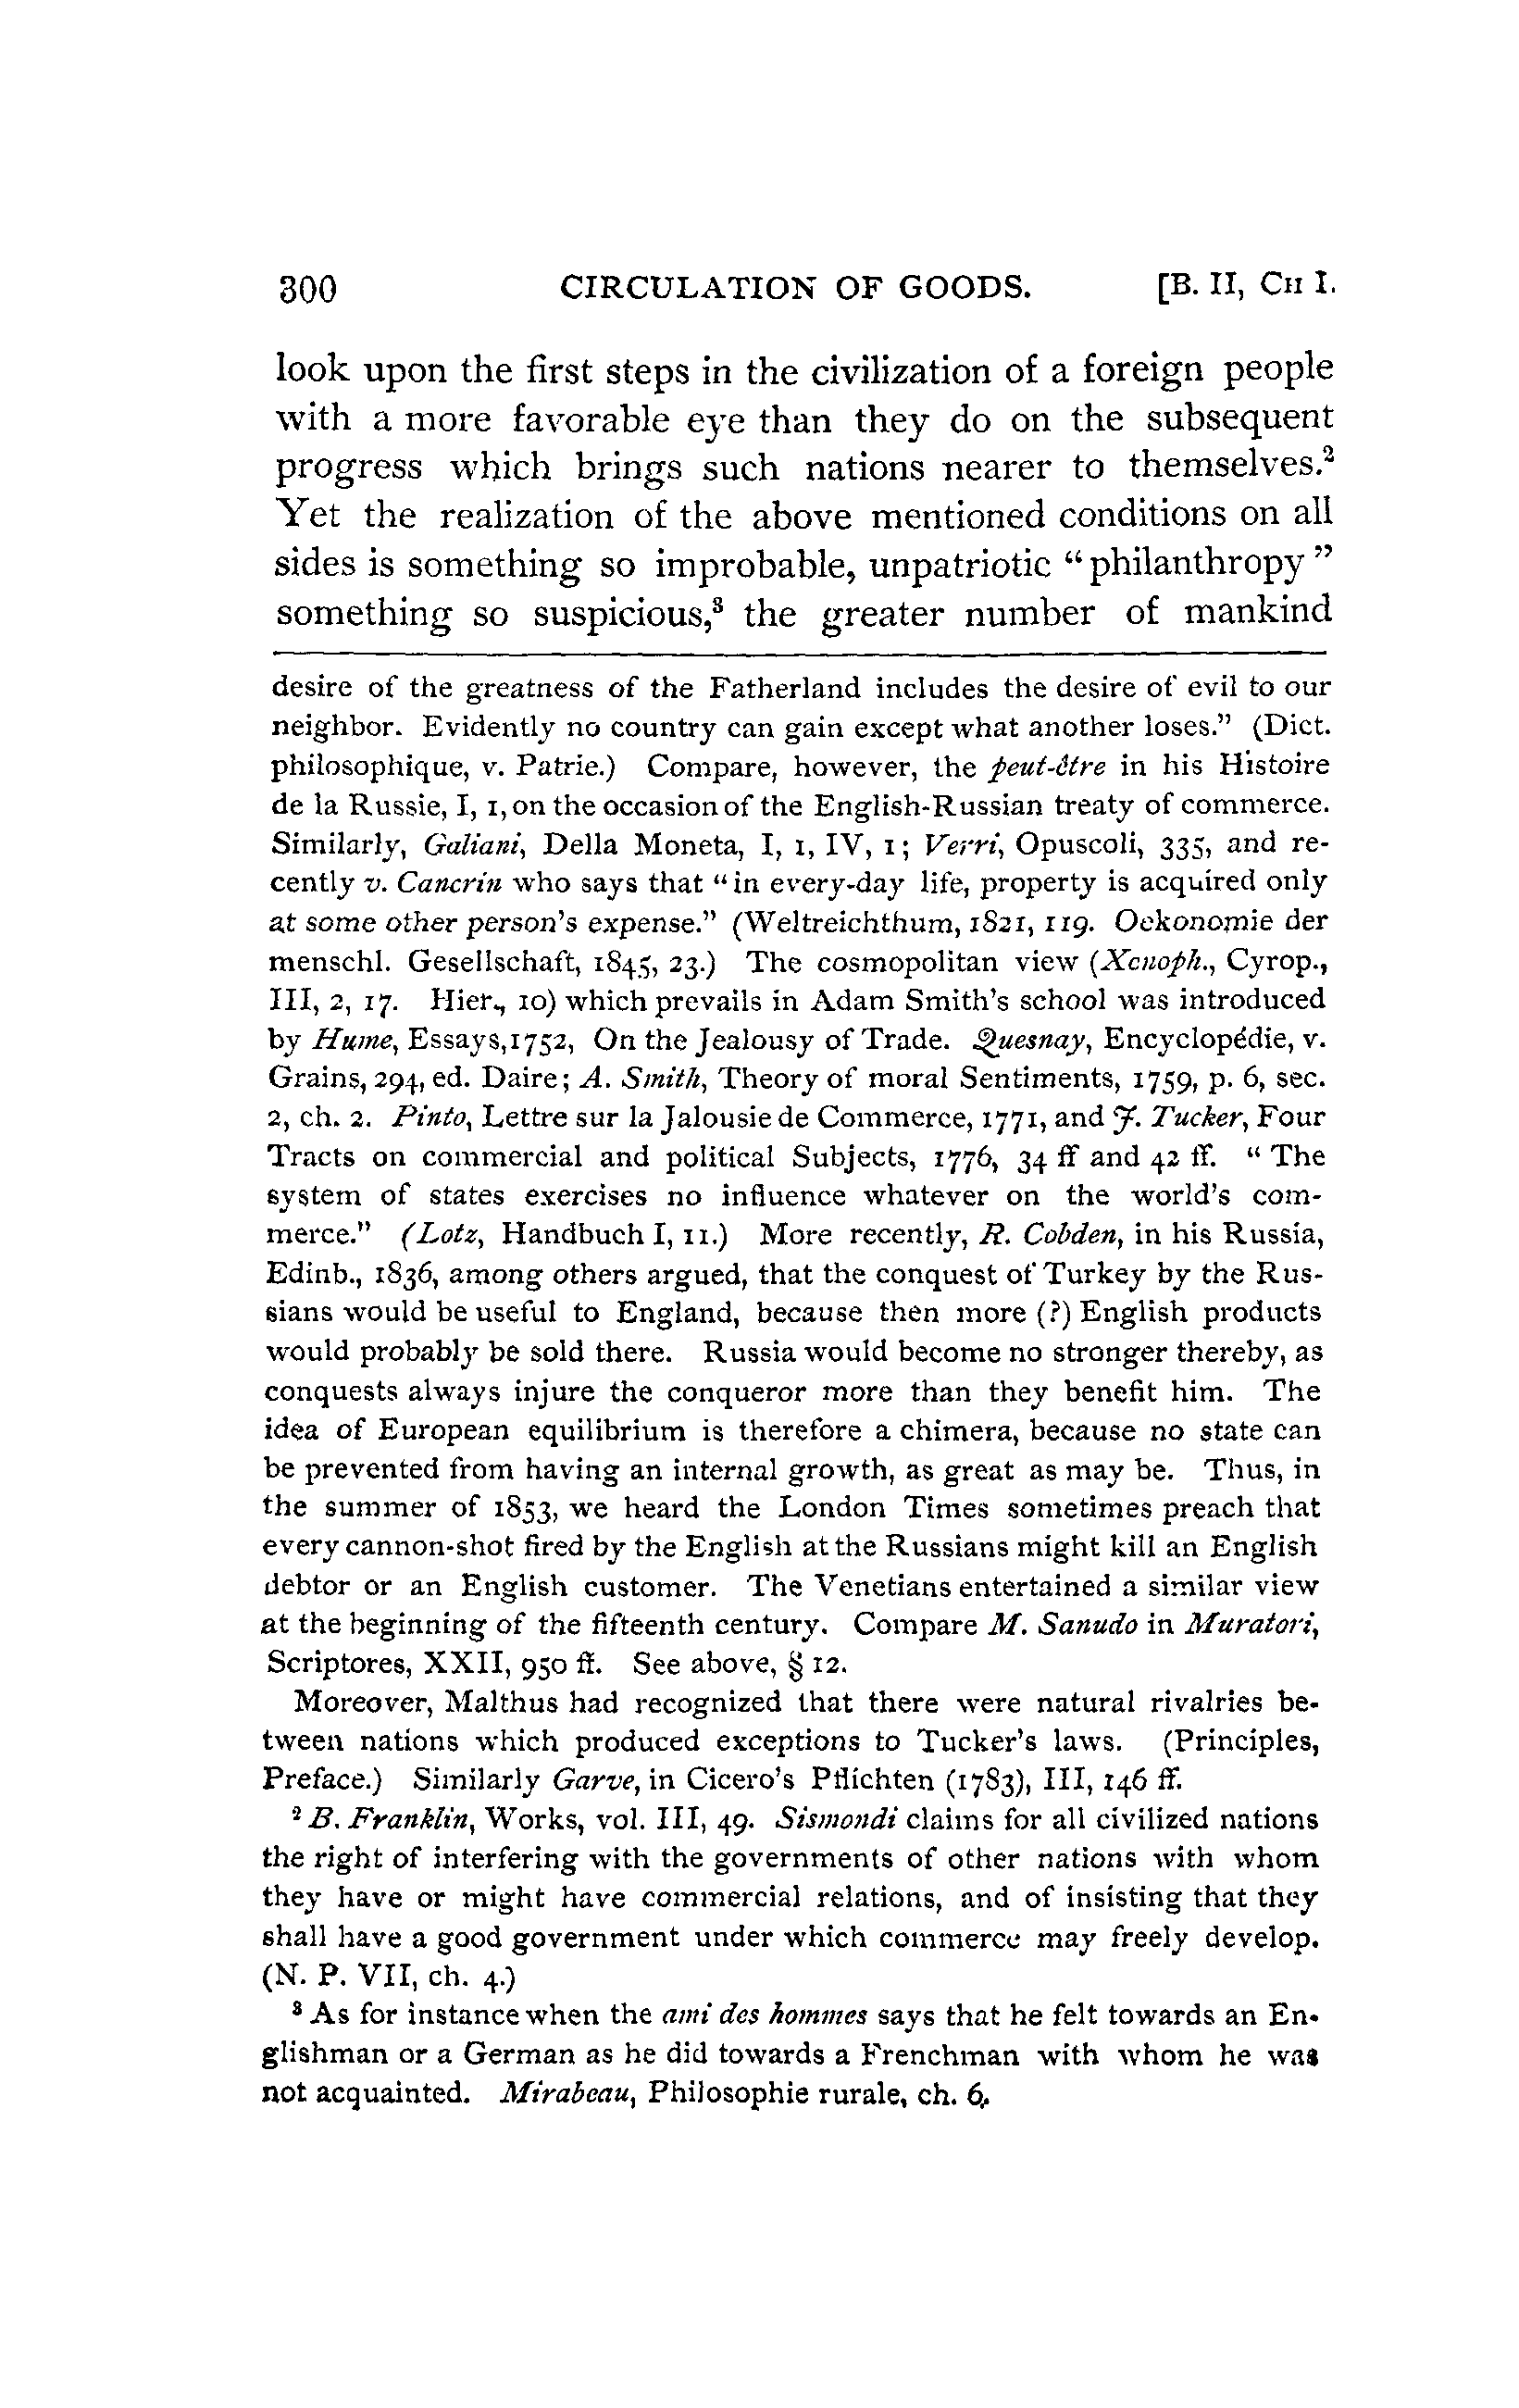 300 CIRCULATION OF GOODS. [B. II, CH I.
look upon the first steps in the civilization of a foreign people
with a more favorable eye than they do on the subsequent
progress which brings such nations nearer to themselves.²
Yet the realization of the above mentioned conditions on all
sides is something so improbable, unpatriotic “philanthropy”
something so suspicious,³ the greater number of mankind
desire of the greatness of the Fatherland includes the desire of evil to our
neighbor. Evidently no country can gain except what another loses.” (Dict.
philosophique, v. Patrie.) Compare, however, the peut-être in his Histoire
de la Russie, I, 1, on the occasion of the English-Russian treaty of commerce.
Similarly, Galiani, Della Moneta, I, 1, IV, 1; Verri, Opuscoli, 335, and re-
cently v. Cancrin who says that “in every-day life, property is acquired only
at some other person's expense.” (Weltreichthum, 1821, 119. Oekonomie der
menschl. Gesellschaft, 1845, 23.) The cosmopolitan view (Xenoph., Cyrop.,
III, 2, 17. Hier., 10) which prevails in Adam Smith's school was introduced
by Hume, Essays,1752, On the Jealousy of Trade. Quesnay, Encyclopédie, v.
Grains, 294, ed. Daire; A. Smith, Theory of moral Sentiments, 1759, p. 6, sec.
2, ch. 2. Pinto, Lettre sur la Jalousie de Commerce, 1771, and J. Tucker, Four
Tracts on commercial and political Subjects, 1776, 34 ff and 42 ff. “The
system of states exercises no influence whatever on the world's com-
merce.” (Lotz, Handbuch I, 11.) More recently, R. Cobden, in his Russia,
Edinb., 1836, among others argued, that the conquest of Turkey by the Rus-
sians would be useful to England, because then more (?) English products
would probably be sold there. Russia would become no stronger thereby, as
conquests always injure the conqueror more than they benefit him. The
idea of European equilibrium is therefore a chimera, because no state can
be prevented from having an internal growth, as great as may be. Thus, in
the summer of 1853, we heard the London Times sometimes preach that
every cannon-shot fired by the English at the Russians might kill an English
debtor or an English customer. The Venetians entertained a similar view
at the beginning of the fifteenth century. Compare M. Sanudo in Muratori,
Scriptores, XXII, 950 ff. See above, § 12.
Moreover, Malthus had recognized that there were natural rivalries be-
tween nations which produced exceptions to Tucker's laws. (Principles,
Preface.) Similarly Garve, in Cicero's Pflichten (1783), III, 146 ff.
² B. Franklin, Works, vol. III, 49. Sismondi claims for all civilized nations
the right of interfering with the governments of other nations with whom
they have or might have commercial relations, and of insisting that they
shall have a good government under which commerce may freely develop.
(N. P. VII, ch. 4.)
³ As for instance when the ami des hommes says that he felt towards an En-
glishman or a German as he did towards a Frenchman with whom he was
not acquainted. Mirabeau, Philosophie rurale, ch. 6.